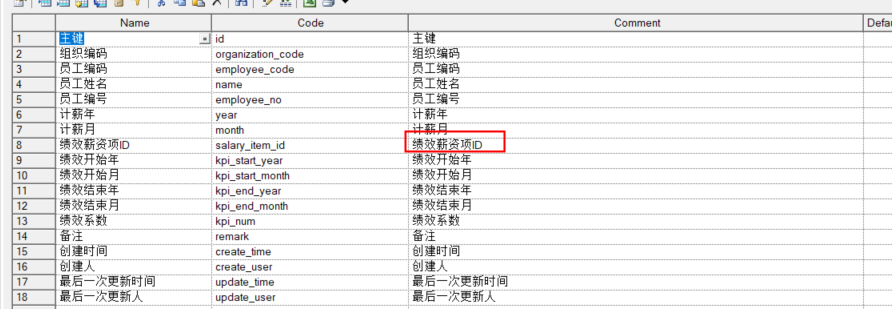 Name Code Comment Defau
1 主键 id 主键
2 组织编码 organization_code 组织编码
3 员工编码 employee_code 员工编码
4 员工姓名 name 员工姓名
5 员工编号 employee_no 员工编号
6 计薪年 year 计薪年
7 计薪月 month 计薪月
8 绩效薪资项ID salary_item_id 绩效薪资项ID
9 绩效开始年 kpi_start_year 绩效开始年
10 绩效开始月 kpi_start_month 绩效开始月
11 绩效结束年 kpi_end_year 绩效结束年
12 绩效结束月 kpi_end_month 绩效结束月
13 绩效系数 kpi_num 绩效系数
14 备注 remark 备注
15 创建时间 create_time 创建时间
16 创建人 create_user 创建人
17 最后一次更新时间 update_time 最后一次更新时间
18 最后一次更新人 update_user 最后一次更新人